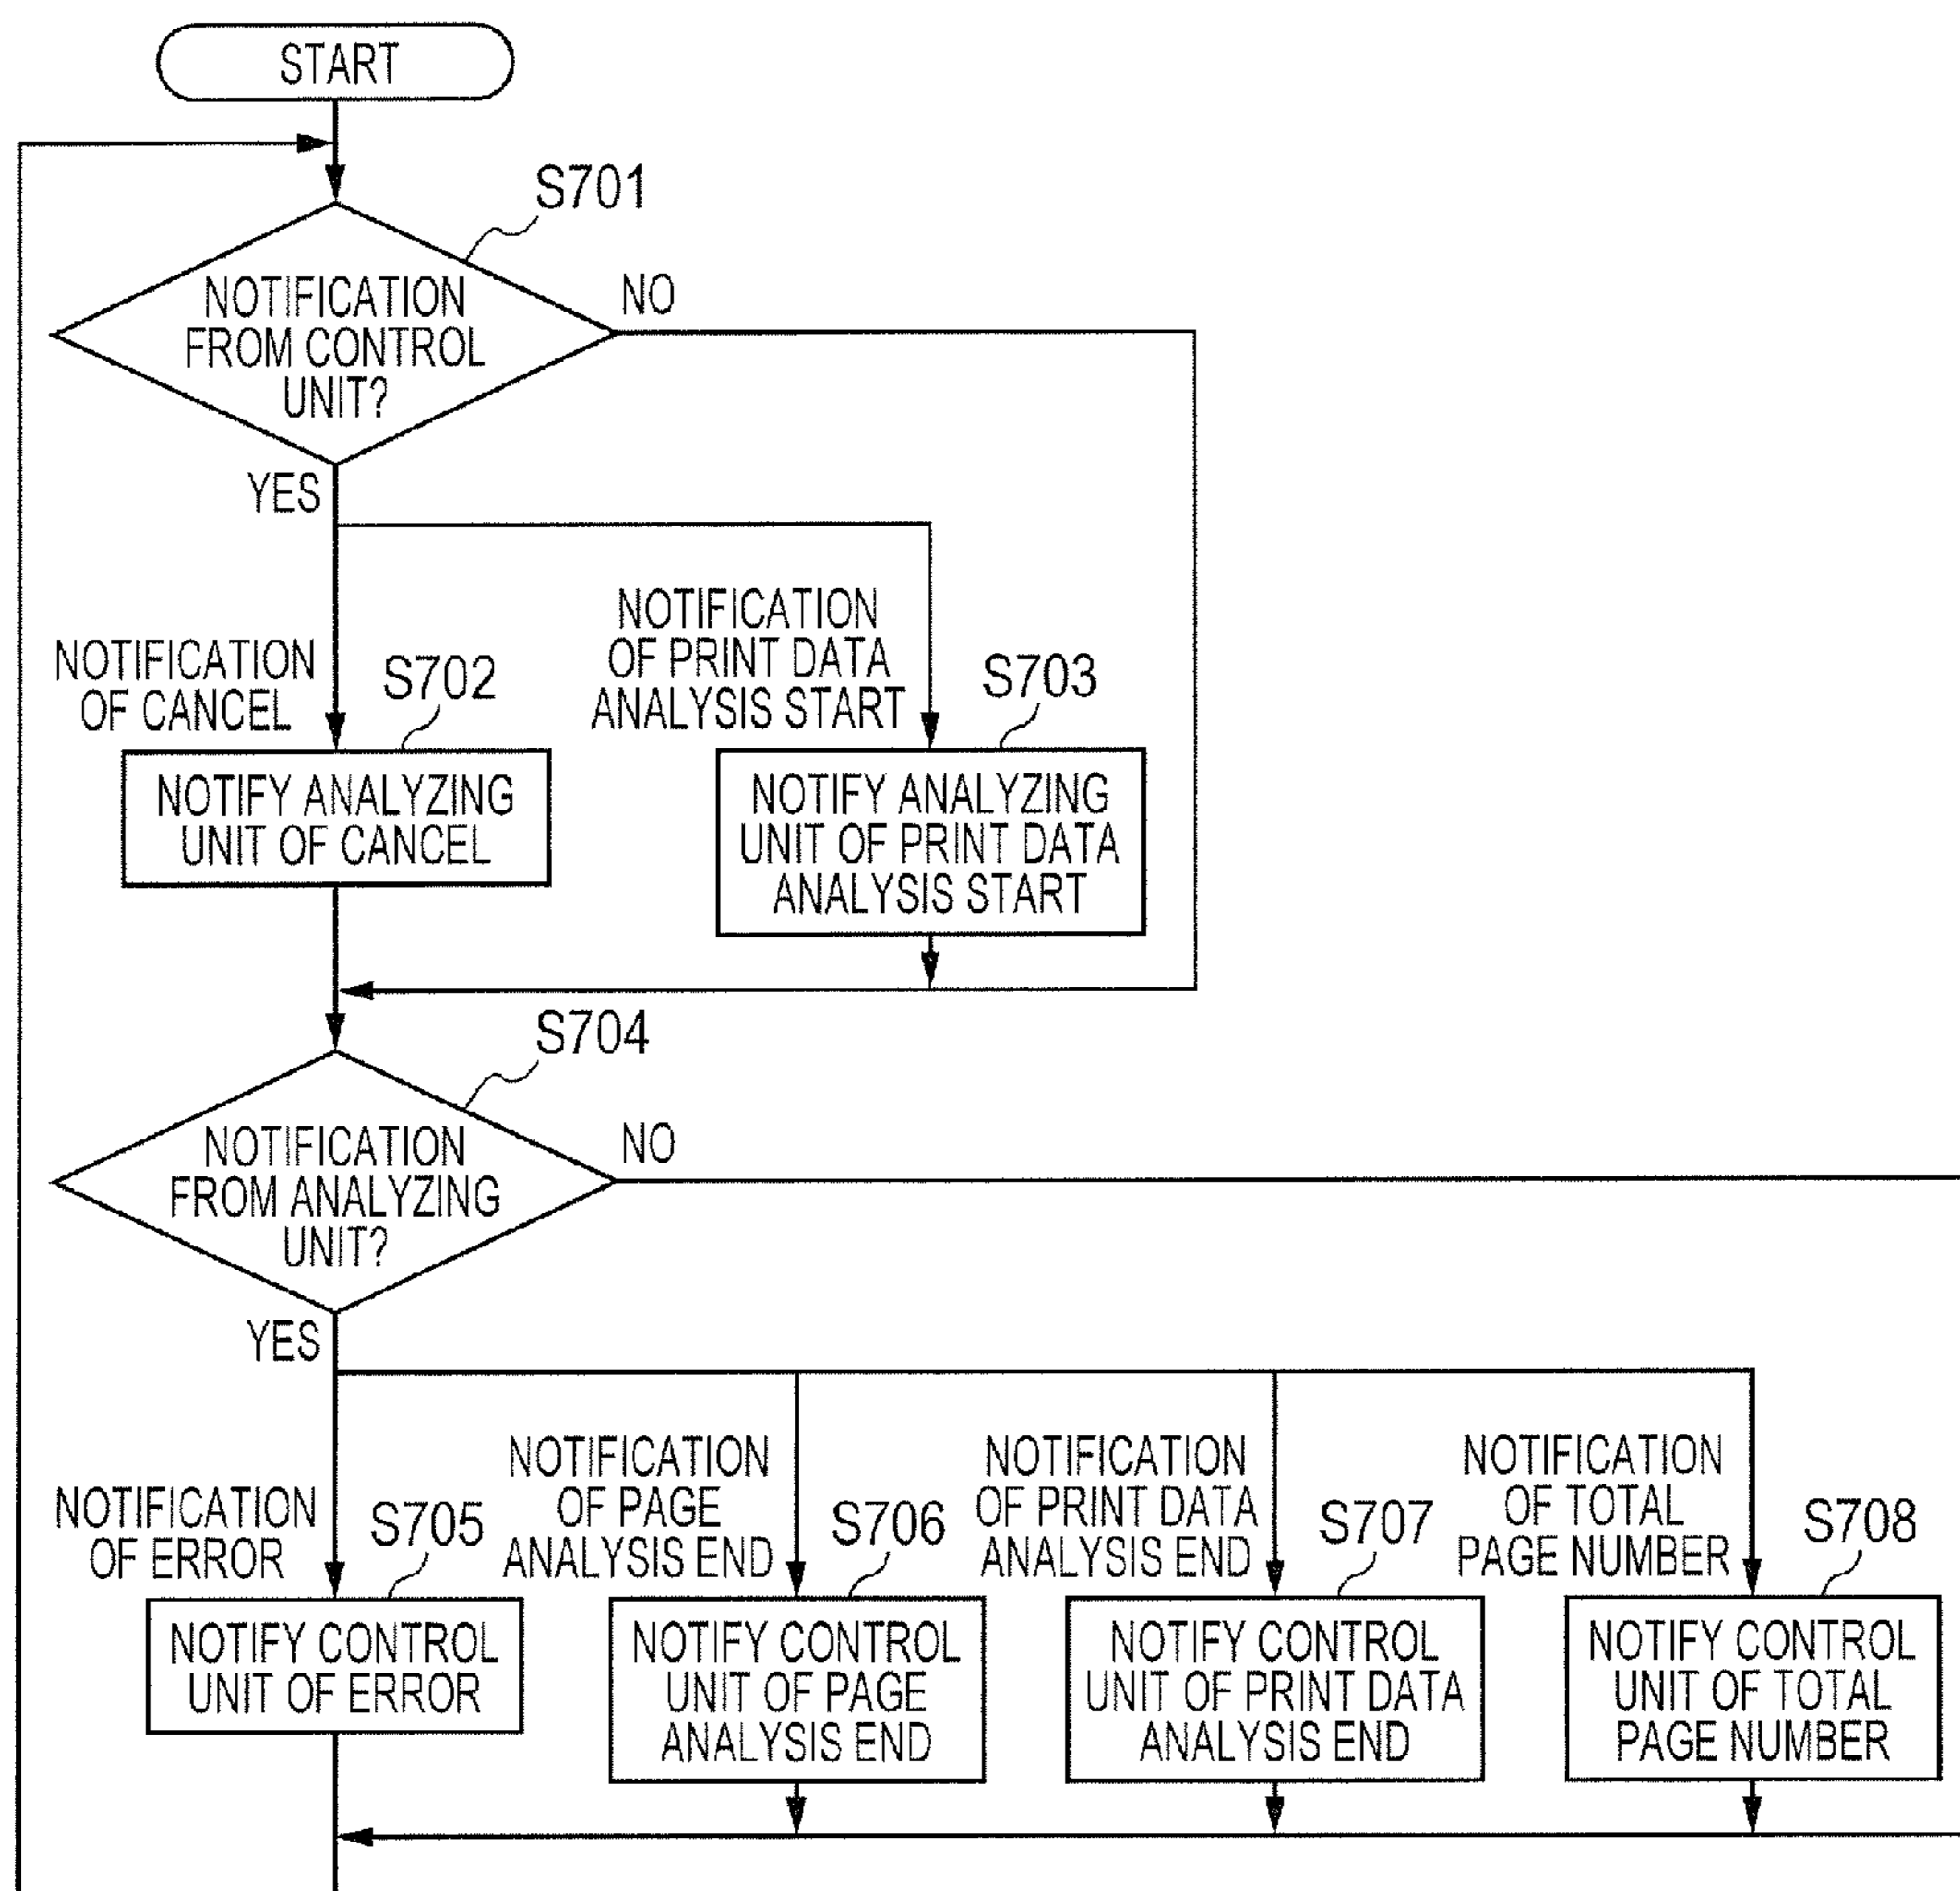 START
S701
NOTIFICATION
FROM CONTROL
UNIT?
NO
YES
NOTIFICATION
OF CANCEL
S702
NOTIFICATION
OF PRINT DATA
ANALYSIS START
S703
NOTIFY ANALYZING
UNIT OF CANCEL
NOTIFY ANALYZING
UNIT OF PRINT DATA
ANALYSIS START
S704
NOTIFICATION
FROM ANALYZING
UNIT?
NO
YES
NOTIFICATION
OF ERROR
S705
NOTIFICATION
OF PAGE
ANALYSIS END
S706
NOTIFICATION
OF PRINT DATA
ANALYSIS END
S707
NOTIFICATION
OF TOTAL
PAGE NUMBER
S708
NOTIFY CONTROL
UNIT OF ERROR
NOTIFY CONTROL
UNIT OF PAGE
ANALYSIS END
NOTIFY CONTROL
UNIT OF PRINT DATA
ANALYSIS END
NOTIFY CONTROL
UNIT OF TOTAL
PAGE NUMBER